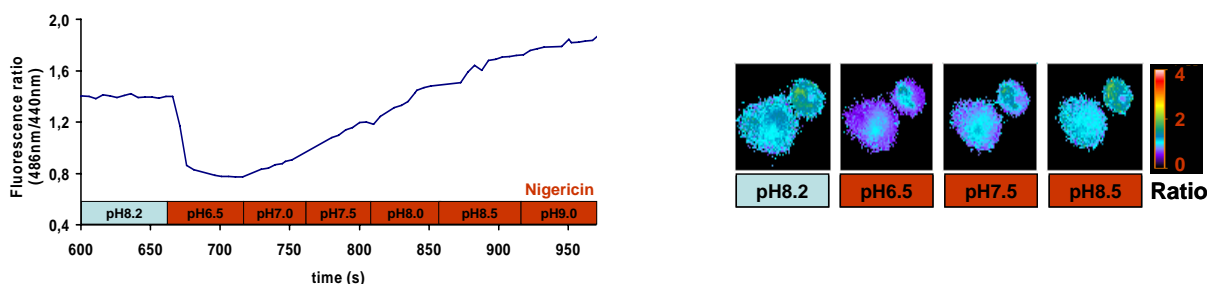 2,0
1,6
1,2
0,8
0,4
Fluorescence ratio
(486nm/440nm)
Nigericin
pH8.2 pH6.5 pH7.0 pH7.5 pH8.0 pH8.5 pH9.0
600 650 700 750 800 850 900 950
time (s)
4
2
0
pH8.2 pH6.5 pH7.5 pH8.5 Ratio